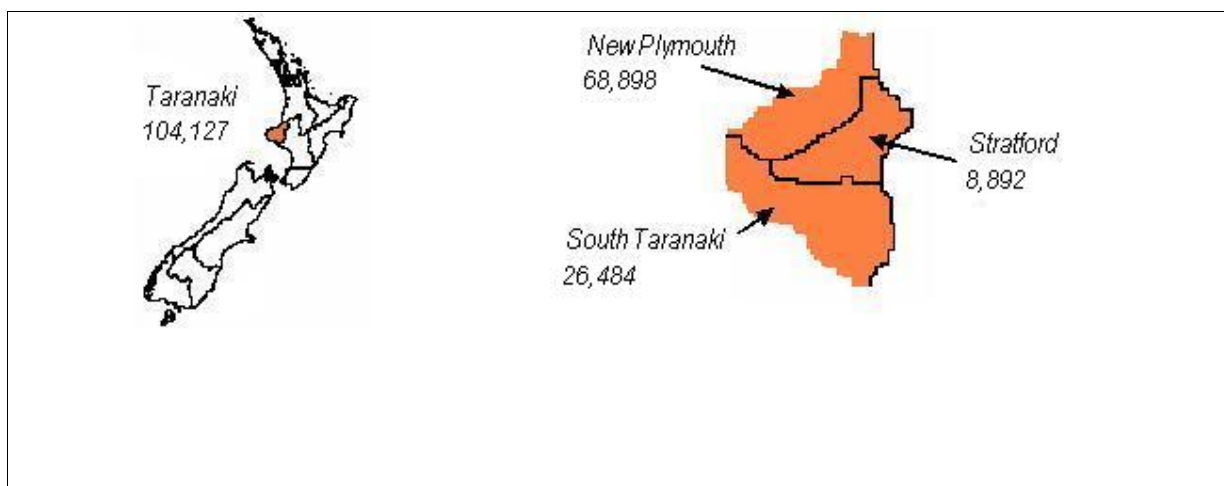 Taranaki
104,127
New Plymouth
68,898
Stratford
8,892
South Taranaki
26,484